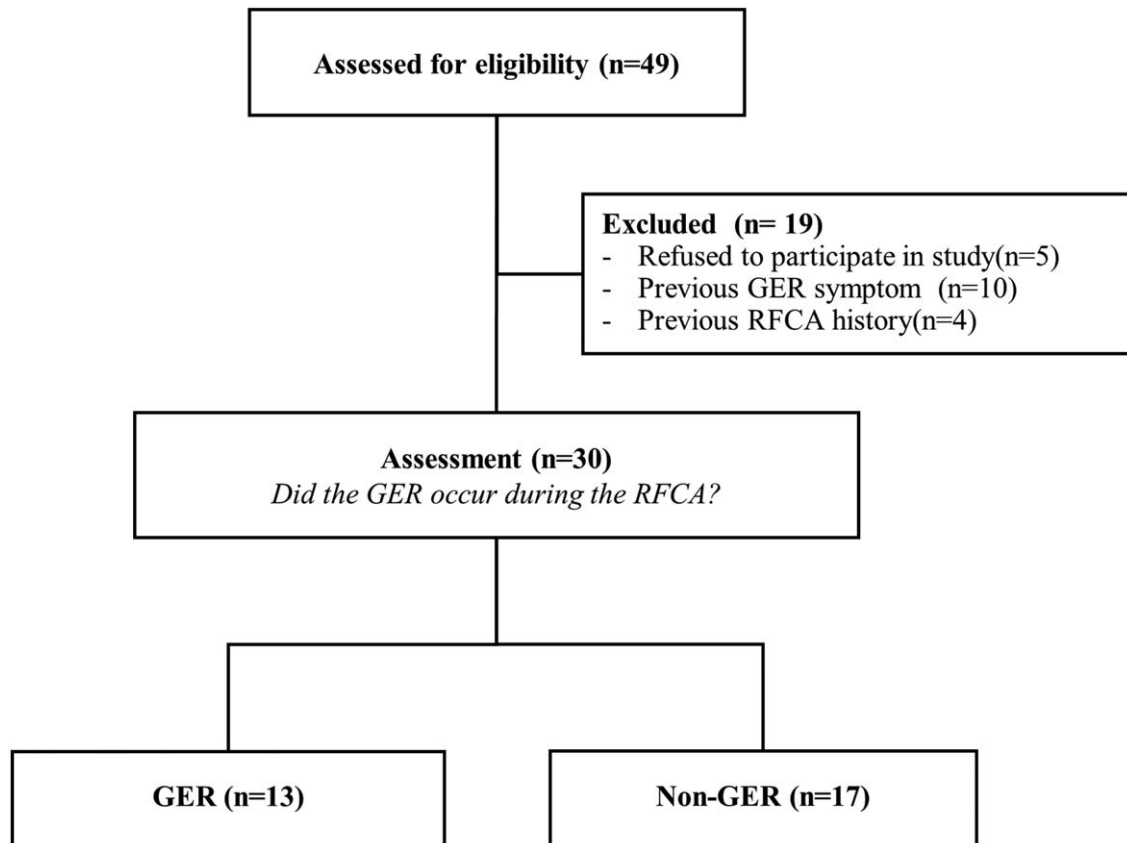 Assessed for eligibility (n=49)
Excluded (n= 19)
- Refused to participate in study(n=5)
- Previous GER symptom (n=10)
- Previous RFCA history(n=4)
Assessment (n=30)
Did the GER occur during the RFCA?
GER (n=13)
Non-GER (n=17)